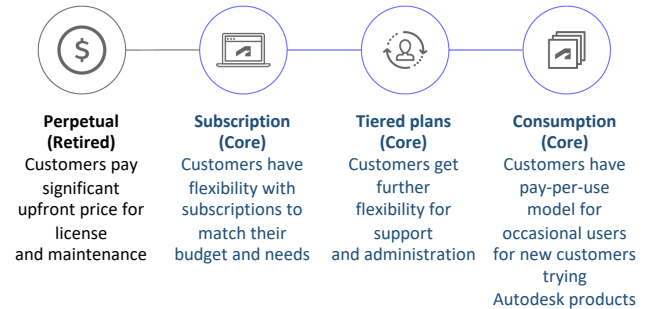 $
Perpetual
(Retired)
Customers pay
significant
upfront price for
license
and maintenance
Subscription
(Core)
Customers have
flexibility with
subscriptions to
match their
budget and needs
Tiered plans
(Core)
Customers get
further
flexibility for
support
and administration
Consumption
(Core)
Customers have
pay-per-use
model for
occasional users
for new customers
trying
Autodesk products